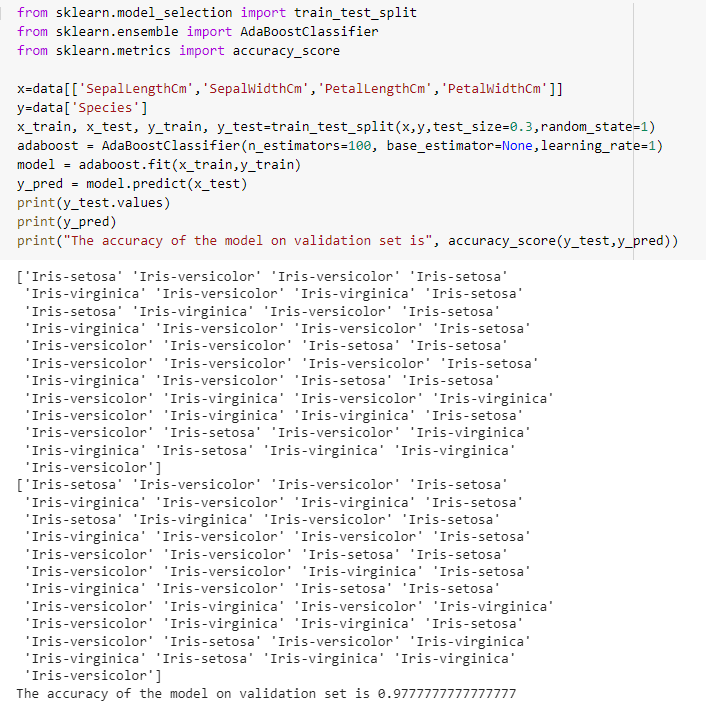 from sklearn.model_selection import train_test_split
from sklearn.ensemble import AdaBoostClassifier
from sklearn.metrics import accuracy_score
x=data[['SepalLengthCm','SepalWidthCm','PetalLengthCm','PetalWidthCm']]
y=data['Species']
x_train, x_test, y_train, y_test=train_test_split(x,y,test_size=0.3,random_state=1)
adaboost = AdaBoostClassifier(n_estimators=100, base_estimator=None,learning_rate=1)
model = adaboost.fit(x_train,y_train)
y_pred = model.predict(x_test)
print(y_test.values)
print(y_pred)
print("The accuracy of the model on validation set is", accuracy_score(y_test,y_pred))
['Iris-setosa' 'Iris-versicolor' 'Iris-versicolor' 'Iris-setosa'
'Iris-virginica' 'Iris-versicolor' 'Iris-virginica' 'Iris-setosa'
'Iris-setosa' 'Iris-virginica' 'Iris-versicolor' 'Iris-setosa'
'Iris-virginica' 'Iris-versicolor' 'Iris-versicolor' 'Iris-setosa'
'Iris-versicolor' 'Iris-versicolor' 'Iris-setosa' 'Iris-setosa'
'Iris-versicolor' 'Iris-versicolor' 'Iris-versicolor' 'Iris-setosa'
'Iris-virginica' 'Iris-versicolor' 'Iris-setosa' 'Iris-setosa'
'Iris-versicolor' 'Iris-virginica' 'Iris-versicolor' 'Iris-virginica'
'Iris-versicolor' 'Iris-virginica' 'Iris-virginica' 'Iris-setosa'
'Iris-versicolor' 'Iris-setosa' 'Iris-versicolor' 'Iris-virginica'
'Iris-virginica' 'Iris-setosa' 'Iris-virginica' 'Iris-virginica'
'Iris-versicolor']
['Iris-setosa' 'Iris-versicolor' 'Iris-versicolor' 'Iris-setosa'
'Iris-virginica' 'Iris-versicolor' 'Iris-virginica' 'Iris-setosa'
'Iris-setosa' 'Iris-virginica' 'Iris-versicolor' 'Iris-setosa'
'Iris-virginica' 'Iris-versicolor' 'Iris-versicolor' 'Iris-setosa'
'Iris-versicolor' 'Iris-versicolor' 'Iris-setosa' 'Iris-setosa'
'Iris-versicolor' 'Iris-versicolor' 'Iris-virginica' 'Iris-setosa'
'Iris-virginica' 'Iris-versicolor' 'Iris-setosa' 'Iris-setosa'
'Iris-versicolor' 'Iris-virginica' 'Iris-versicolor' 'Iris-virginica'
'Iris-versicolor' 'Iris-virginica' 'Iris-virginica' 'Iris-setosa'
'Iris-versicolor' 'Iris-setosa' 'Iris-versicolor' 'Iris-virginica'
'Iris-virginica' 'Iris-setosa' 'Iris-virginica' 'Iris-virginica'
'Iris-versicolor']
The accuracy of the model on validation set is 0.9777777777777777